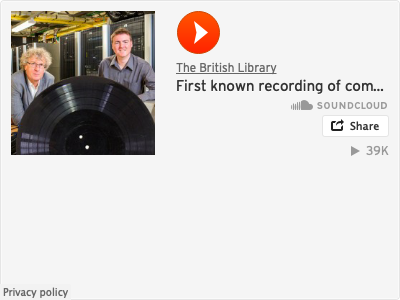 The British Library
First known recording of com...
SOUNDCLOUD
Share
39K
Privacy policy